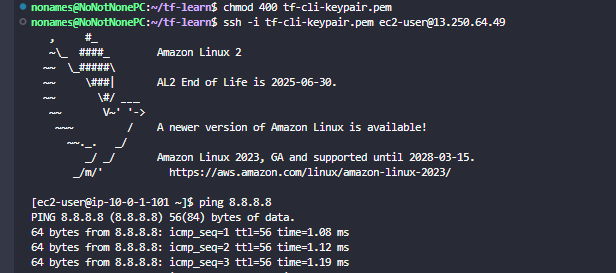 nonames@NoNotNonePC:~/tf-learn$ chmod 400 tf-cli-keypair.pem
nonames@NoNotNonePC:~/tf-learn$ ssh -i tf-cli-keypair.pem ec2-user@13.250.64.49
   ,     #_
   ~\_  ####_        Amazon Linux 2
  ~~  \_#####\
  ~~     \###|       AL2 End of Life is 2025-06-30.
  ~~       \#/ ___
   ~~       V~' '->
    ~~~         /    A newer version of Amazon Linux is available!
      ~~._.   _/
         _/ _/       Amazon Linux 2023, GA and supported until 2028-03-15.
       _/m/'           https://aws.amazon.com/linux/amazon-linux-2023/
[ec2-user@ip-10-0-1-101 ~]$ ping 8.8.8.8
PING 8.8.8.8 (8.8.8.8) 56(84) bytes of data.
64 bytes from 8.8.8.8: icmp_seq=1 ttl=56 time=1.08 ms
64 bytes from 8.8.8.8: icmp_seq=2 ttl=56 time=1.12 ms
64 bytes from 8.8.8.8: icmp_seq=3 ttl=56 time=1.19 ms